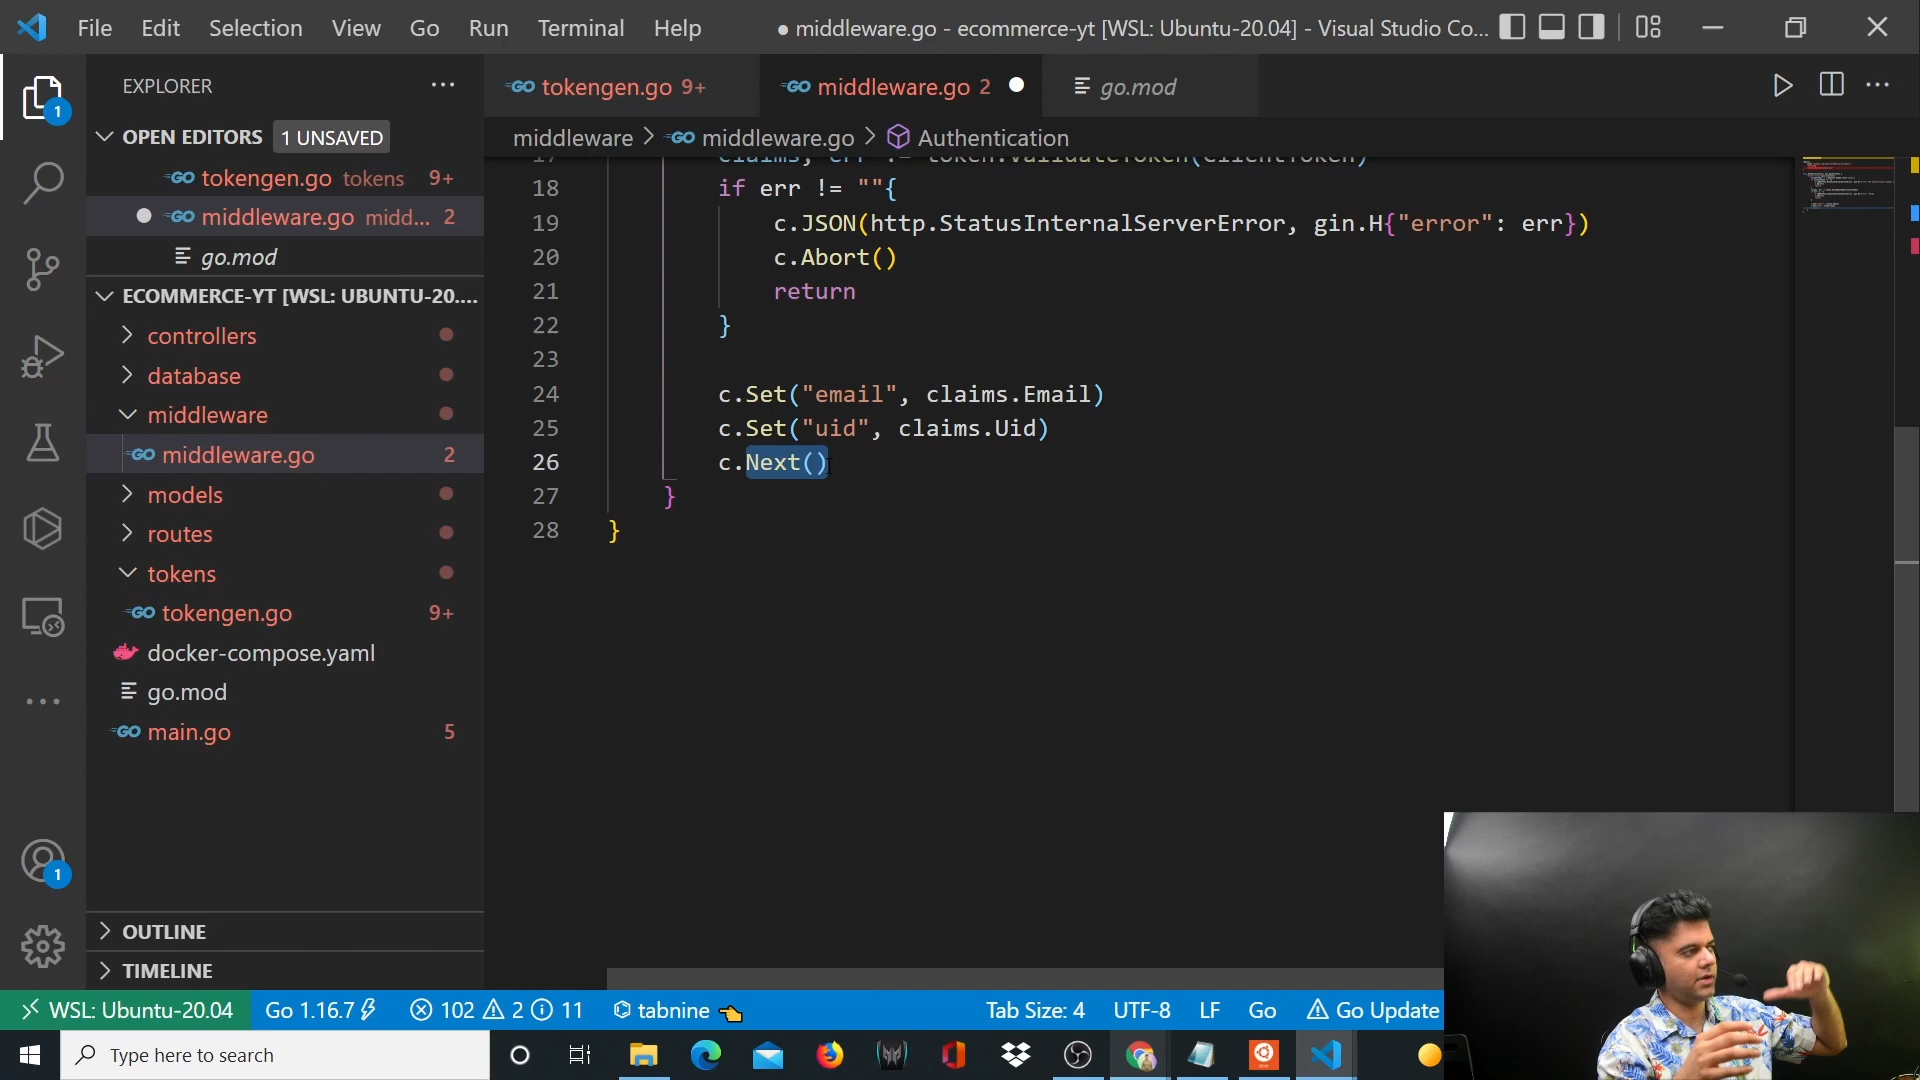 File Edit Selection View Go Run Terminal Help
● middleware.go - ecommerce-yt [WSL: Ubuntu-20.04] - Visual Studio Co...
EXPLORER
OPEN EDITORS 1 UNSAVED
tokengen.go tokens 9+
middleware.go midd... 2
go.mod
ECOMMERCE-YT [WSL: UBUNTU-20....
controllers
database
middleware
middleware.go 2
models
routes
tokens
tokengen.go 9+
docker-compose.yaml
go.mod
main.go 5
OUTLINE
TIMELINE
1
1
tokengen.go 9+
middleware.go 2
go.mod
middleware > middleware.go > Authentication
17 claims, err := token.ValidateToken(ClientToken)
18 if err != ""{
19 c.JSON(http.StatusInternalServerError, gin.H{"error": err})
20 c.Abort()
21 return
22 }
23
24 c.Set("email", claims.Email)
25 c.Set("uid", claims.Uid)
26 c.Next()
27 }
28 }
WSL: Ubuntu-20.04 Go 1.16.7 102 2 11 tabnine Tab Size: 4 UTF-8 LF Go Go Update
Type here to search